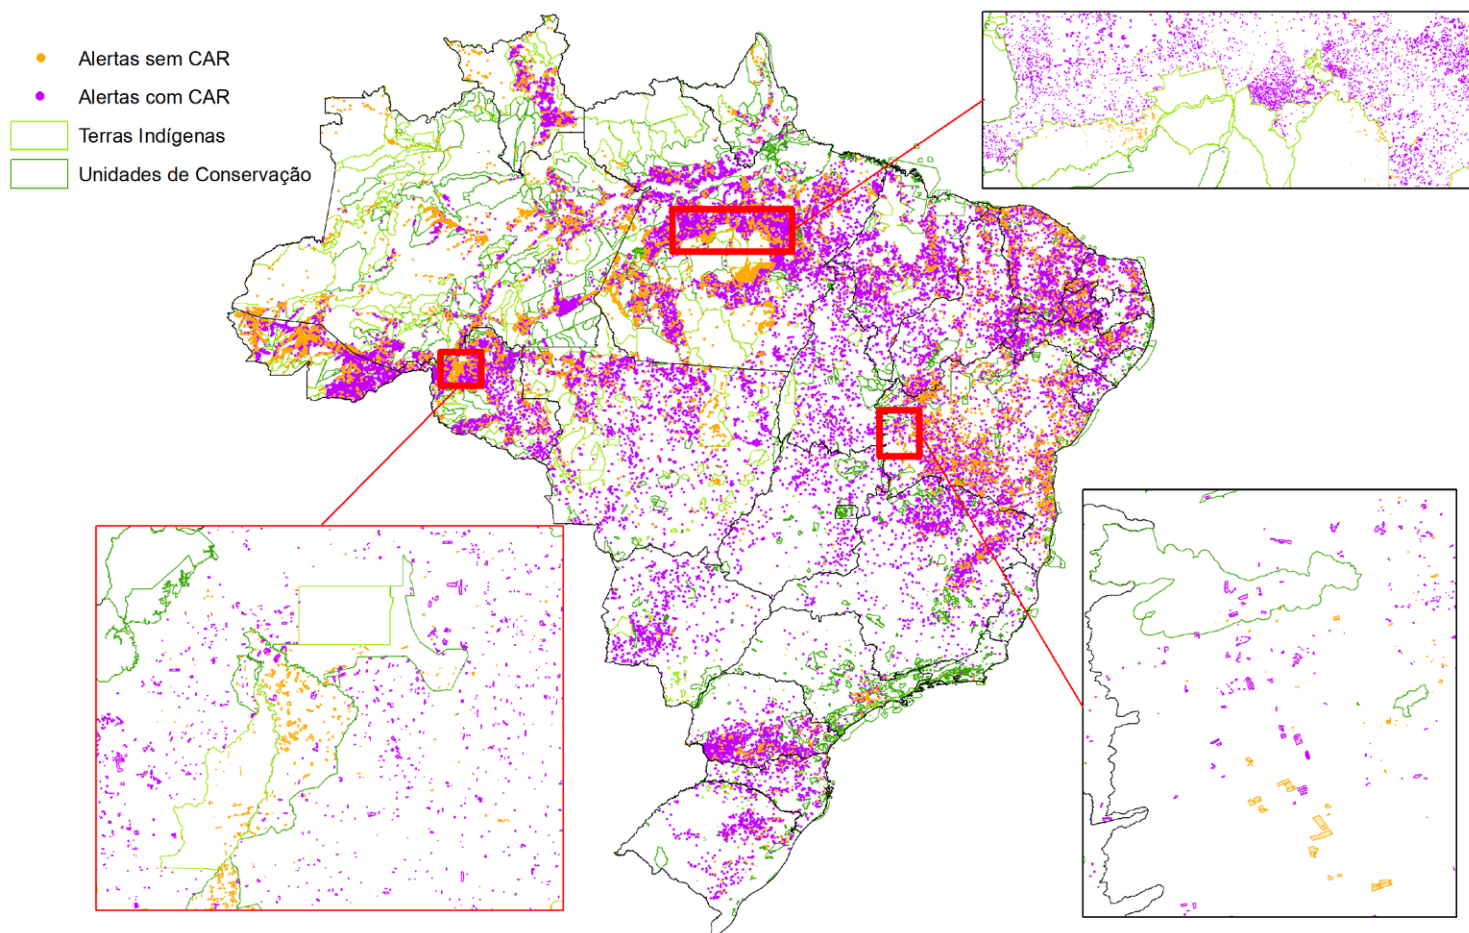 Alertas sem CAR
Alertas com CAR
Terras Indígenas
Unidades de Conservação